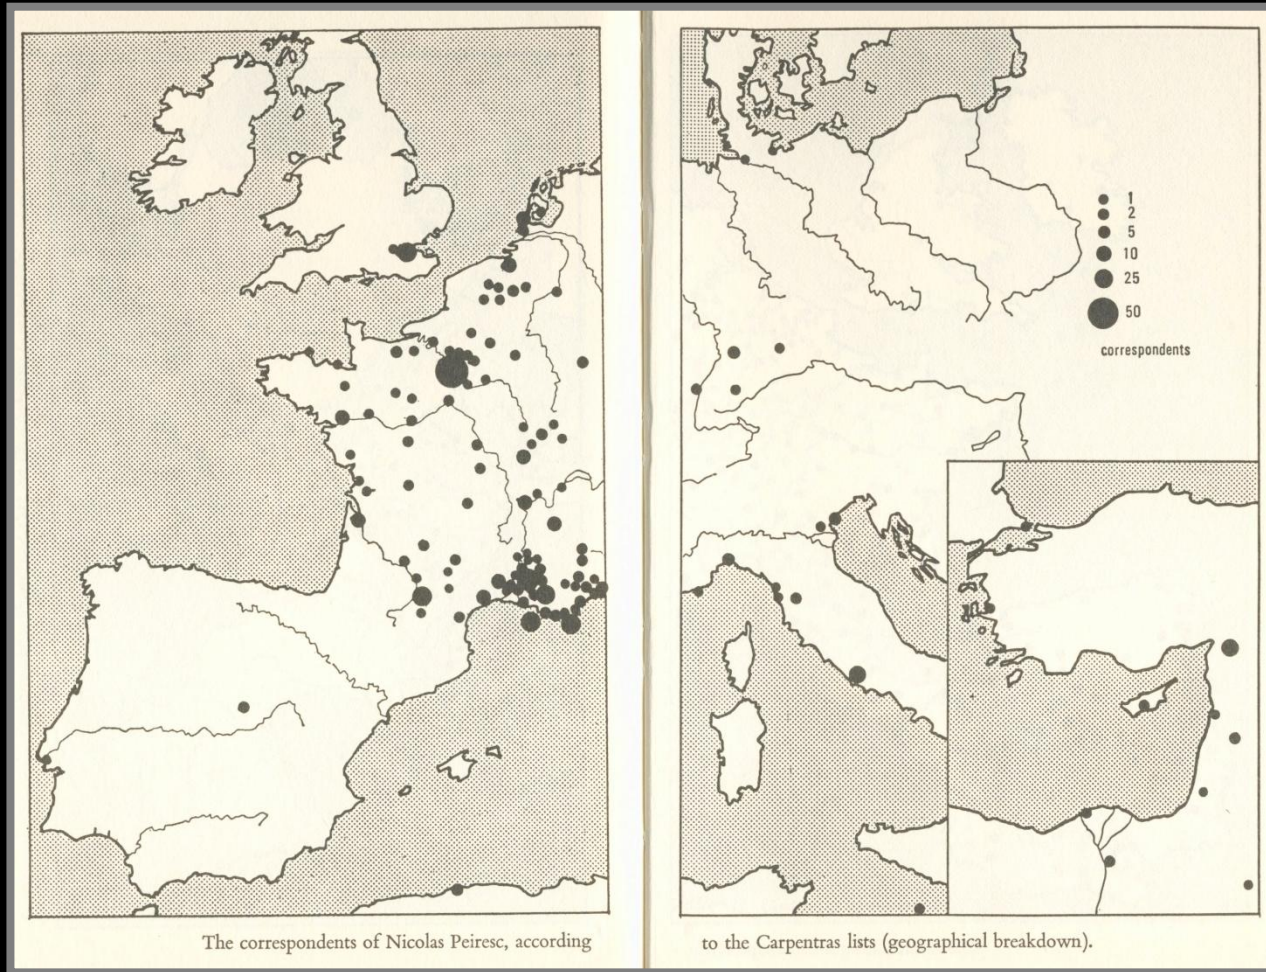 1
2
5
10
25
50
correspondents
The correspondents of Nicolas Peiresc, according
to the Carpentras lists (geographical breakdown).